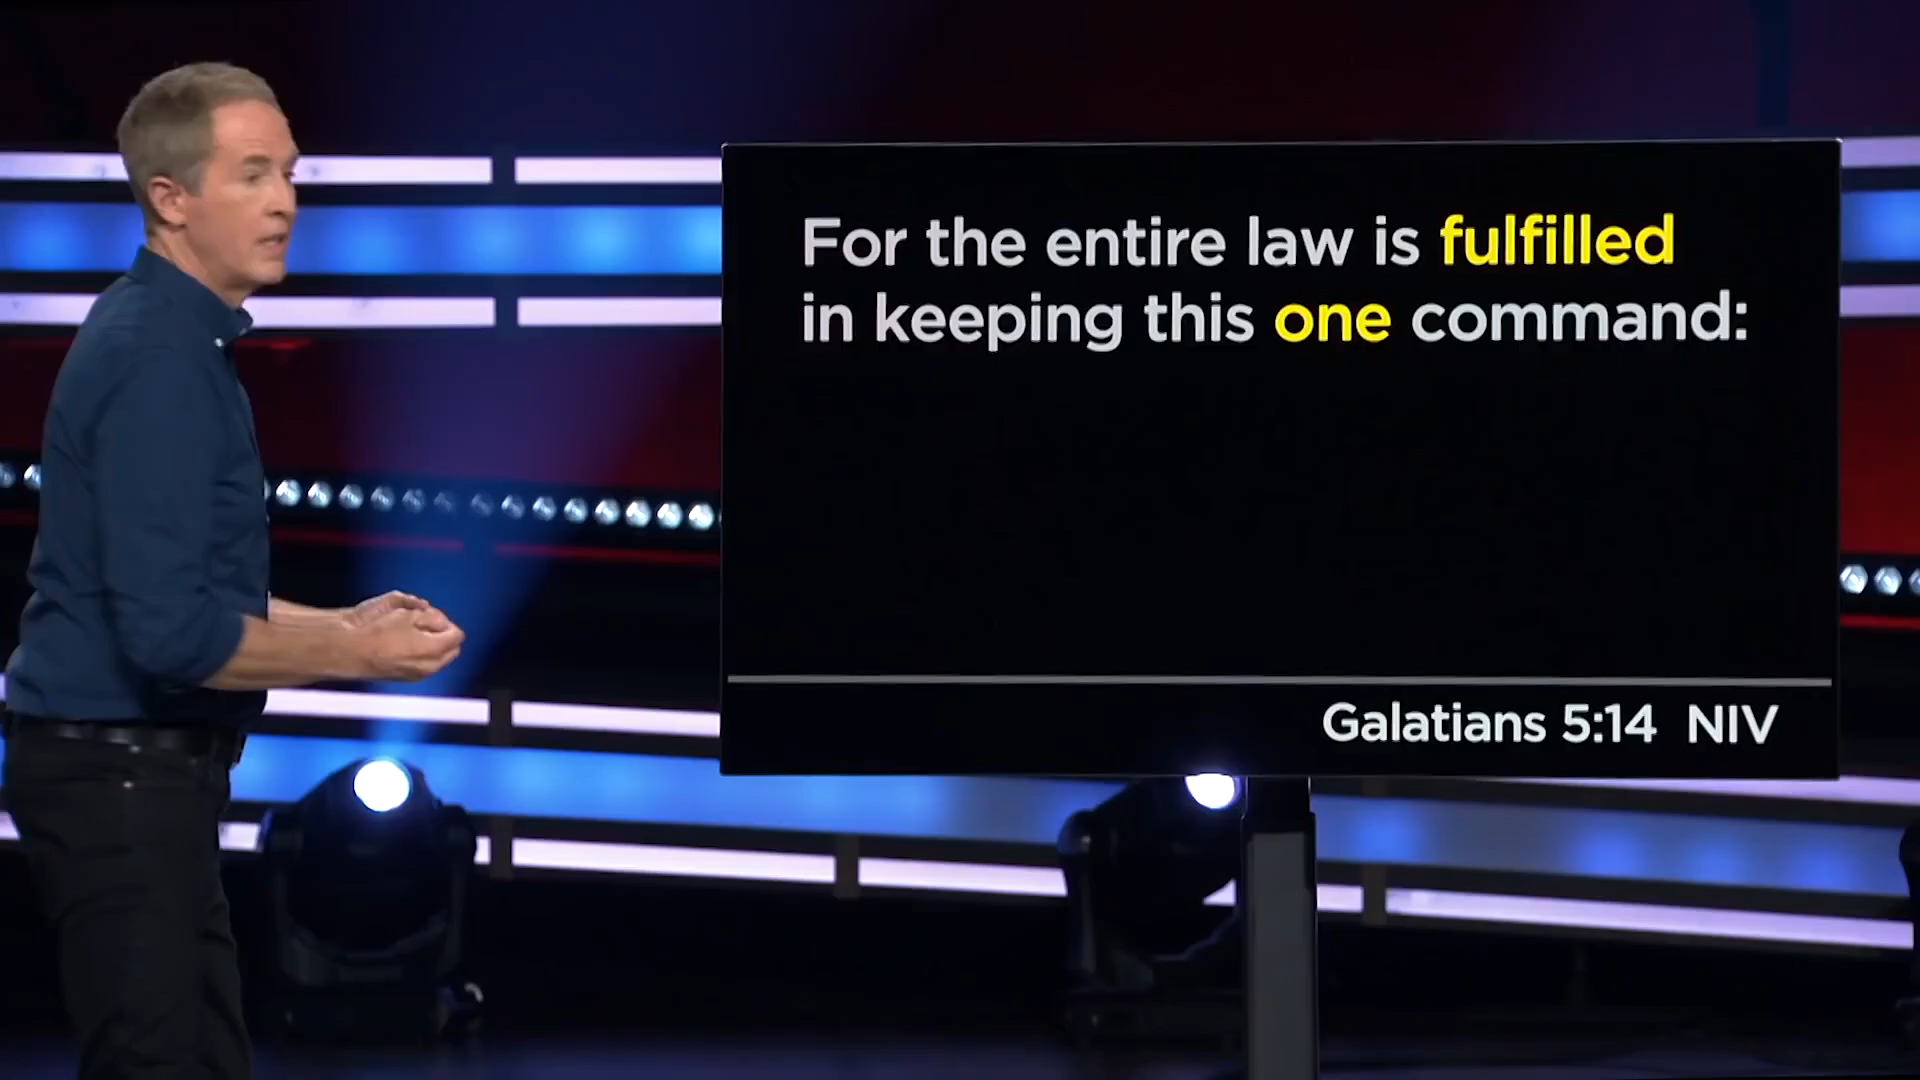 For the entire law is fulfilled
in keeping this one command:
Galatians 5:14 NIV